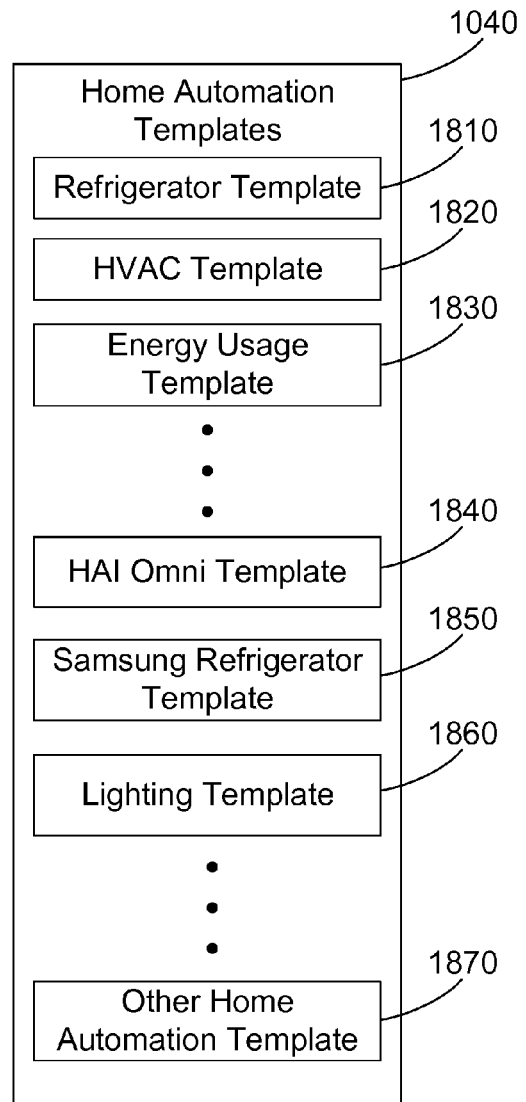 1040
Home Automation
Templates
1810
Refrigerator Template
1820
HVAC Template
1830
Energy Usage
Template
1840
HAI Omni Template
1850
Samsung Refrigerator
Template
1860
Lighting Template
1870
Other Home
Automation Template